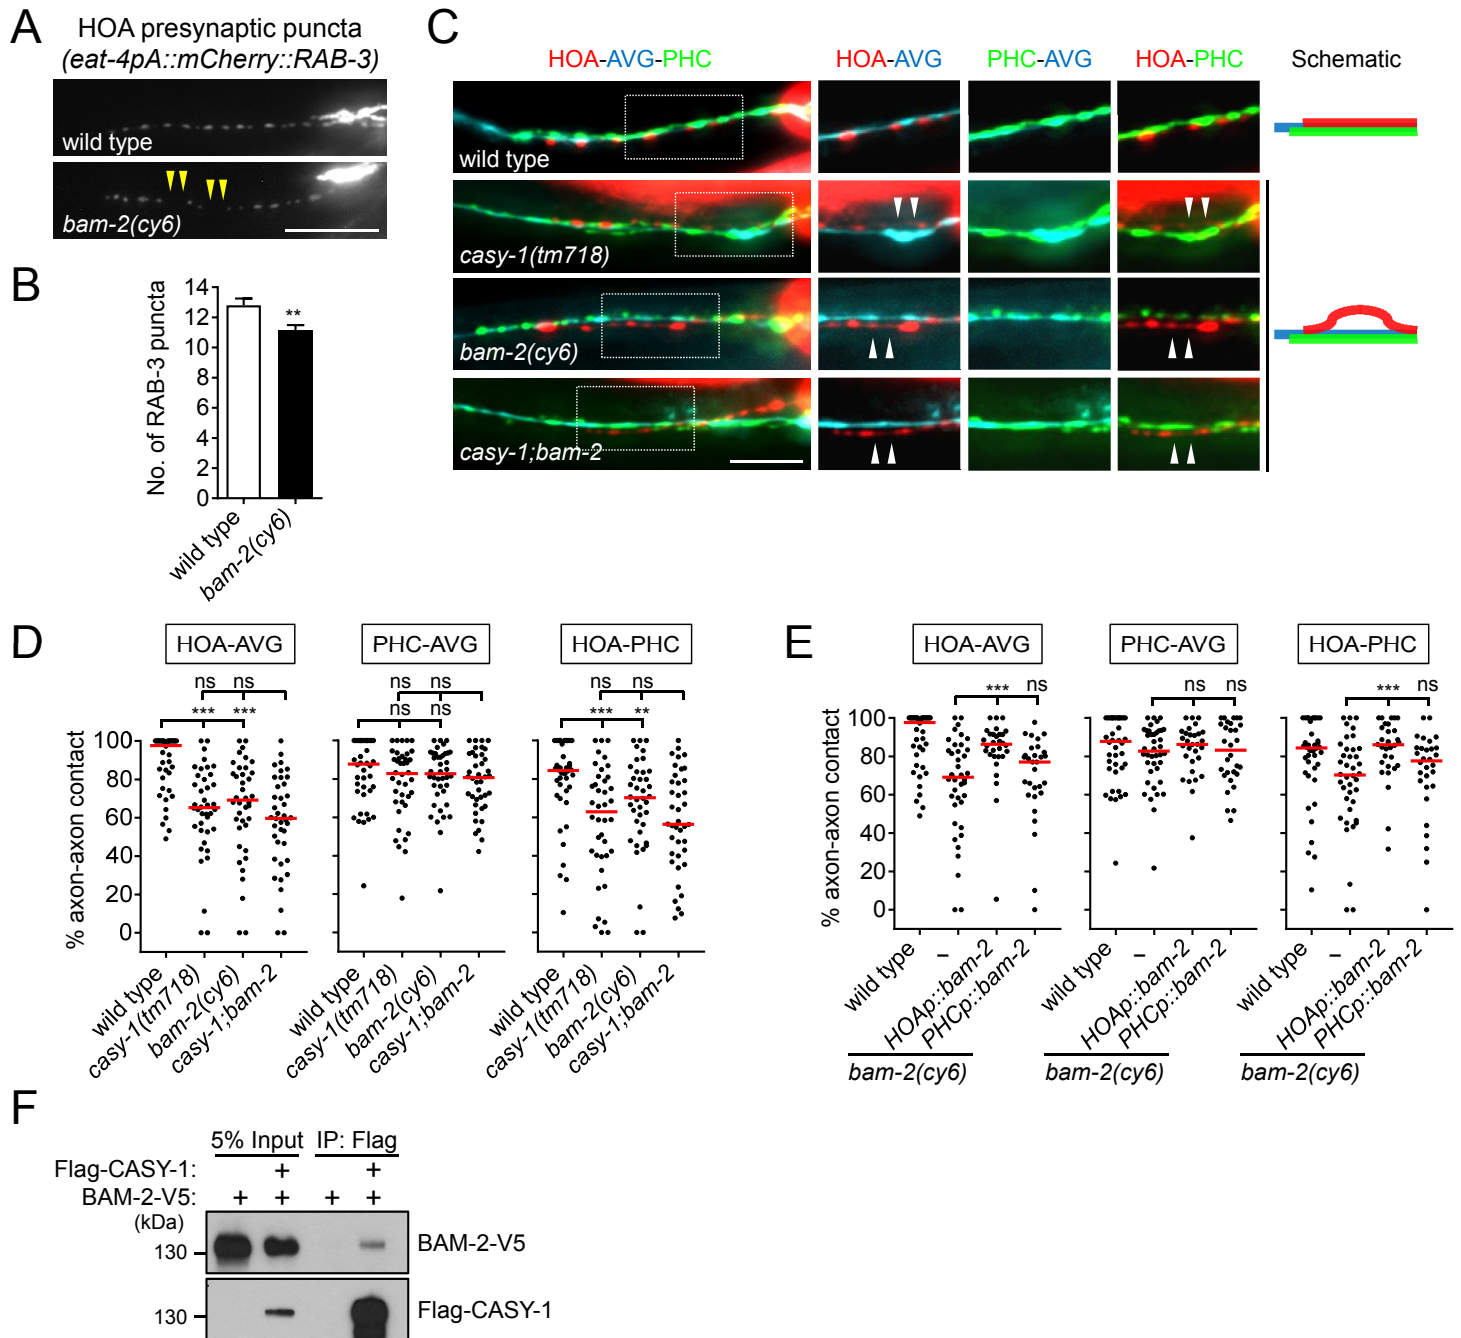 A
HOA presynaptic puncta
(eat-4pA::mCherry::RAB-3)
wild type
bam-2(cy6)
B
No. of RAB-3 puncta
14
12
10
8
6
4
2
0
**
wild type
bam-2(cy6)
C
HOA-AVG-PHC
HOA-AVG
PHC-AVG
HOA-PHC
Schematic
wild type
casy-1(tm718)
bam-2(cy6)
casy-1;bam-2
D
HOA-AVG
PHC-AVG
HOA-PHC
ns ns
ns ns
ns ns
*** ***
ns ns
*** **
% axon-axon contact
100
80
60
40
20
0
wild type
casy-1(tm718)
bam-2(cy6)
casy-1;bam-2
wild type
casy-1(tm718)
bam-2(cy6)
casy-1;bam-2
wild type
casy-1(tm718)
bam-2(cy6)
casy-1;bam-2
E
HOA-AVG
PHC-AVG
HOA-PHC
*** ns
ns ns
*** ns
% axon-axon contact
100
80
60
40
20
0
wild type
–
HOAp::bam-2
PHCp::bam-2
bam-2(cy6)
wild type
–
HOAp::bam-2
PHCp::bam-2
bam-2(cy6)
wild type
–
HOAp::bam-2
PHCp::bam-2
bam-2(cy6)
F
5% Input IP: Flag
Flag-CASY-1: + +
BAM-2-V5: + + + +
(kDa)
130
BAM-2-V5
130
Flag-CASY-1